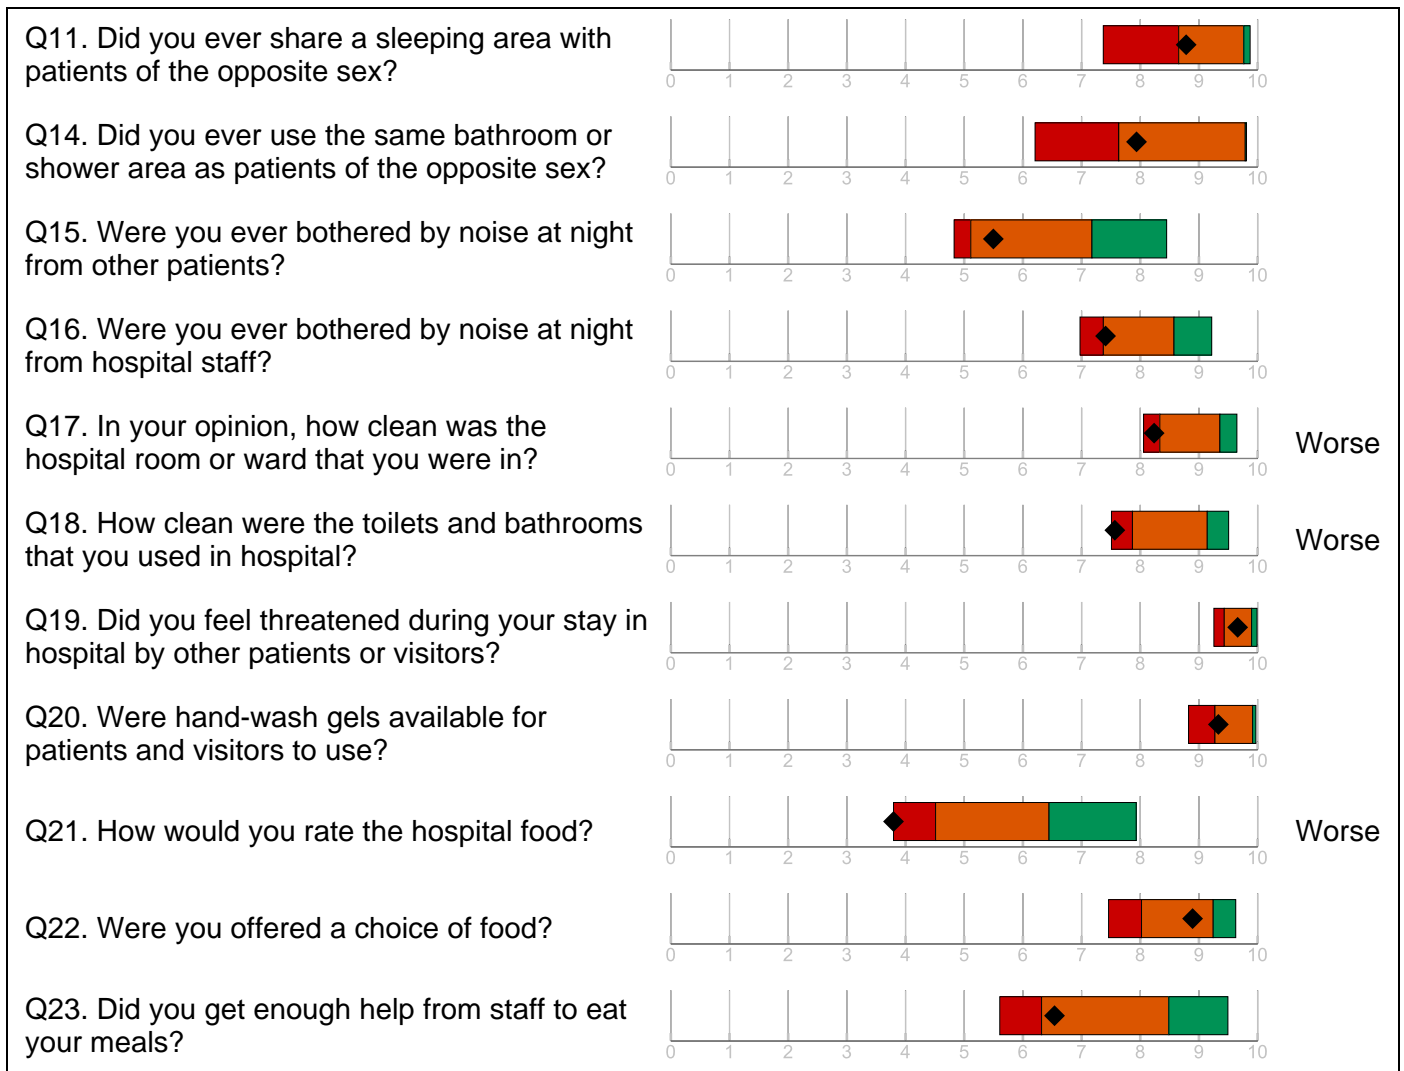 Q11. Did you ever share a sleeping area with
patients of the opposite sex?
0 1 2 3 4 5 6 7 8 9 10
Q14. Did you ever use the same bathroom or
shower area as patients of the opposite sex?
0 1 2 3 4 5 6 7 8 9 10
Q15. Were you ever bothered by noise at night
from other patients?
0 1 2 3 4 5 6 7 8 9 10
Q16. Were you ever bothered by noise at night
from hospital staff?
0 1 2 3 4 5 6 7 8 9 10
Q17. In your opinion, how clean was the
hospital room or ward that you were in?
Worse
0 1 2 3 4 5 6 7 8 9 10
Q18. How clean were the toilets and bathrooms
that you used in hospital?
Worse
0 1 2 3 4 5 6 7 8 9 10
Q19. Did you feel threatened during your stay in
hospital by other patients or visitors?
0 1 2 3 4 5 6 7 8 9 10
Q20. Were hand-wash gels available for
patients and visitors to use?
0 1 2 3 4 5 6 7 8 9 10
Q21. How would you rate the hospital food?
Worse
0 1 2 3 4 5 6 7 8 9 10
Q22. Were you offered a choice of food?
0 1 2 3 4 5 6 7 8 9 10
Q23. Did you get enough help from staff to eat
your meals?
0 1 2 3 4 5 6 7 8 9 10